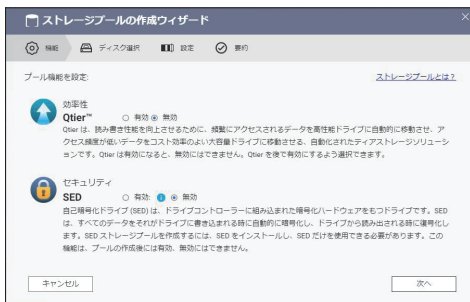 ストレージプールの作成ウィザード
機能
ディスク選択
設定
要約
プール機能を設定:
ストレージプールとは?
効率性
Qtier™
有効 無効
Qtier は、読み書き性能を向上させるために、頻繁にアクセスされるデータを高性能ドライブに自動的に移動させ、ア
クセス頻度が低いデータをコスト効率のよい大容量ドライブに移動させる、自動化されたティアストレージソリューシ
ョンです。Qtier は有効になると、無効にはできません。Qtier を後で有効にするよう選択できます。
セキュリティ
SED
有効: 無効
自己暗号化ドライブ (SED) は、ドライブコントローラーに組み込まれた暗号化ハードウェアをもつドライブです。SED
は、すべてのデータをそれがドライブに書き込まれる時に自動的に暗号化し、ドライブから読み出される時に復号化し
ます。SED ストレージプールを作成するには、SED をインストールし、SED だけを使用できる必要があります。この
機能は、プールの作成後には有効、無効にはできません。
キャンセル
次へ